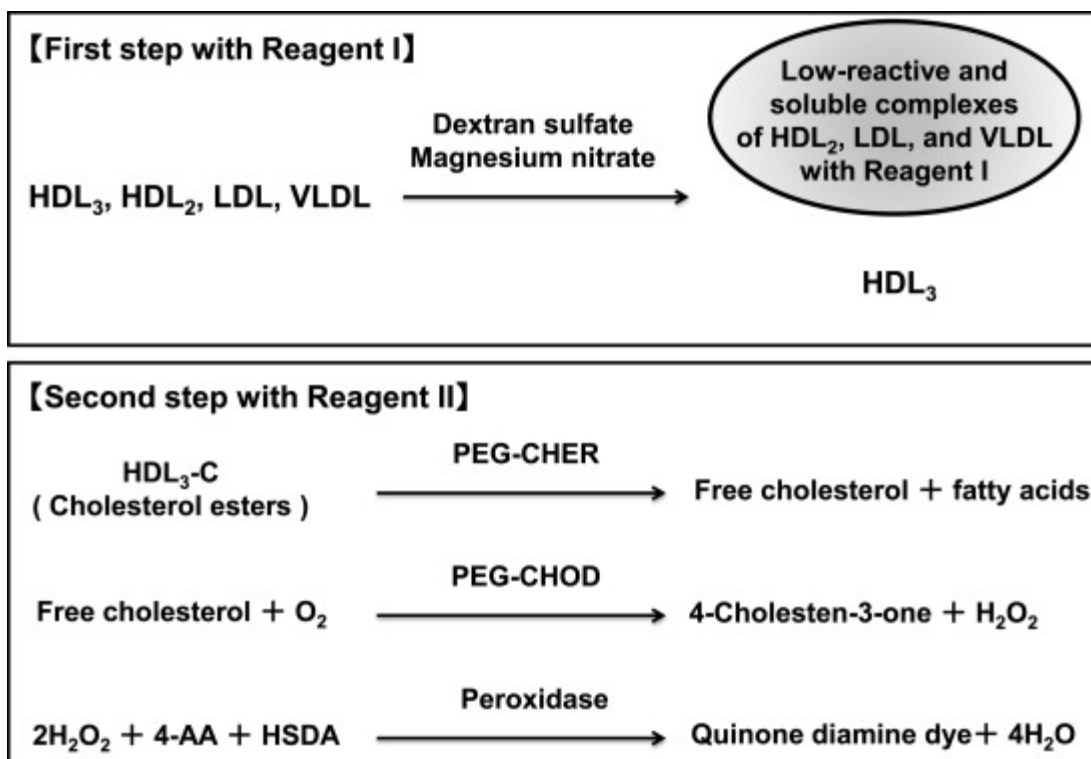 【First step with Reagent I】
Low-reactive and
soluble complexes
of HDL₂, LDL, and VLDL
with Reagent I
Dextran sulfate
Magnesium nitrate
HDL₃, HDL₂, LDL, VLDL
HDL₃
【Second step with Reagent II】
HDL₃-C
( Cholesterol esters )
PEG-CHER
Free cholesterol + fatty acids
Free cholesterol + O₂
PEG-CHOD
4-Cholesten-3-one + H₂O₂
2H₂O₂ + 4-AA + HSDA
Peroxidase
Quinone diamine dye+ 4H₂O